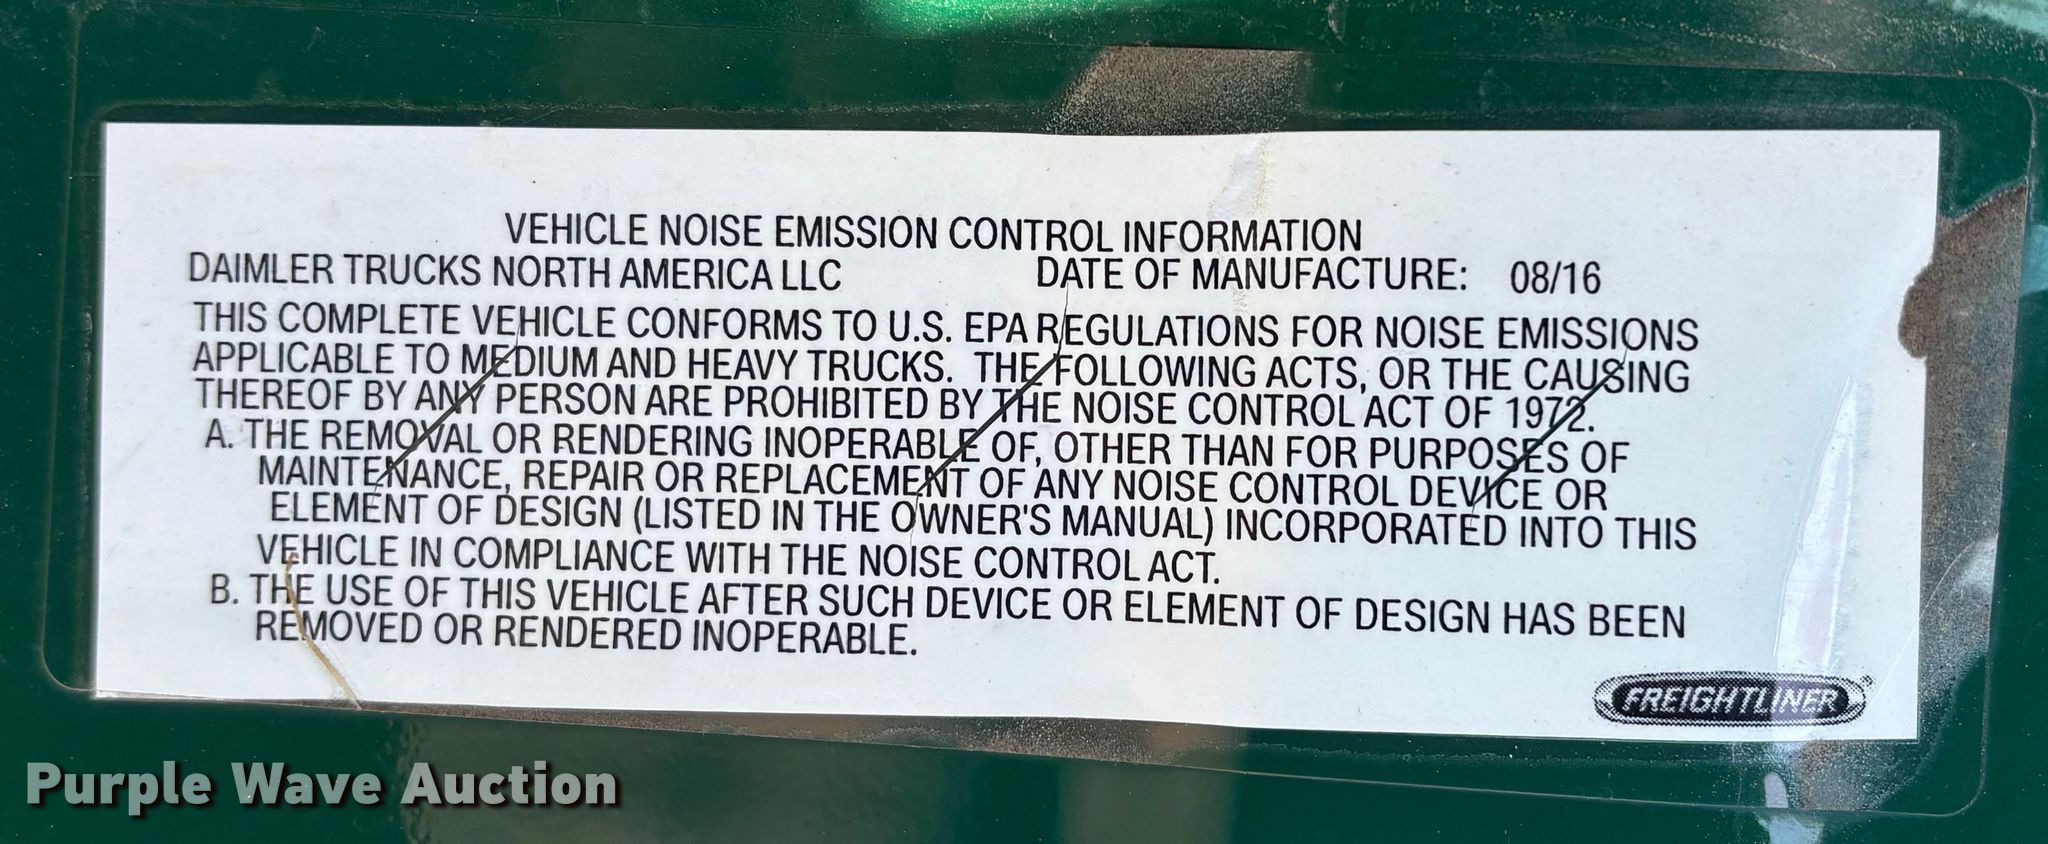 VEHICLE NOISE EMISSION CONTROL INFORMATION
DAIMLER TRUCKS NORTH AMERICA LLC DATE OF MANUFACTURE: 08/16
THIS COMPLETE VEHICLE CONFORMS TO U.S. EPA REGULATIONS FOR NOISE EMISSIONS
APPLICABLE TO MEDIUM AND HEAVY TRUCKS. THE FOLLOWING ACTS, OR THE CAUSING
THEREOF BY ANY PERSON ARE PROHIBITED BY THE NOISE CONTROL ACT OF 1972.
A. THE REMOVAL OR RENDERING INOPERABLE OF, OTHER THAN FOR PURPOSES OF
MAINTENANCE, REPAIR OR REPLACEMENT OF ANY NOISE CONTROL DEVICE OR
ELEMENT OF DESIGN (LISTED IN THE OWNER'S MANUAL) INCORPORATED INTO THIS
VEHICLE IN COMPLIANCE WITH THE NOISE CONTROL ACT.
B. THE USE OF THIS VEHICLE AFTER SUCH DEVICE OR ELEMENT OF DESIGN HAS BEEN
REMOVED OR RENDERED INOPERABLE.
FREIGHTLINER
Purple Wave Auction